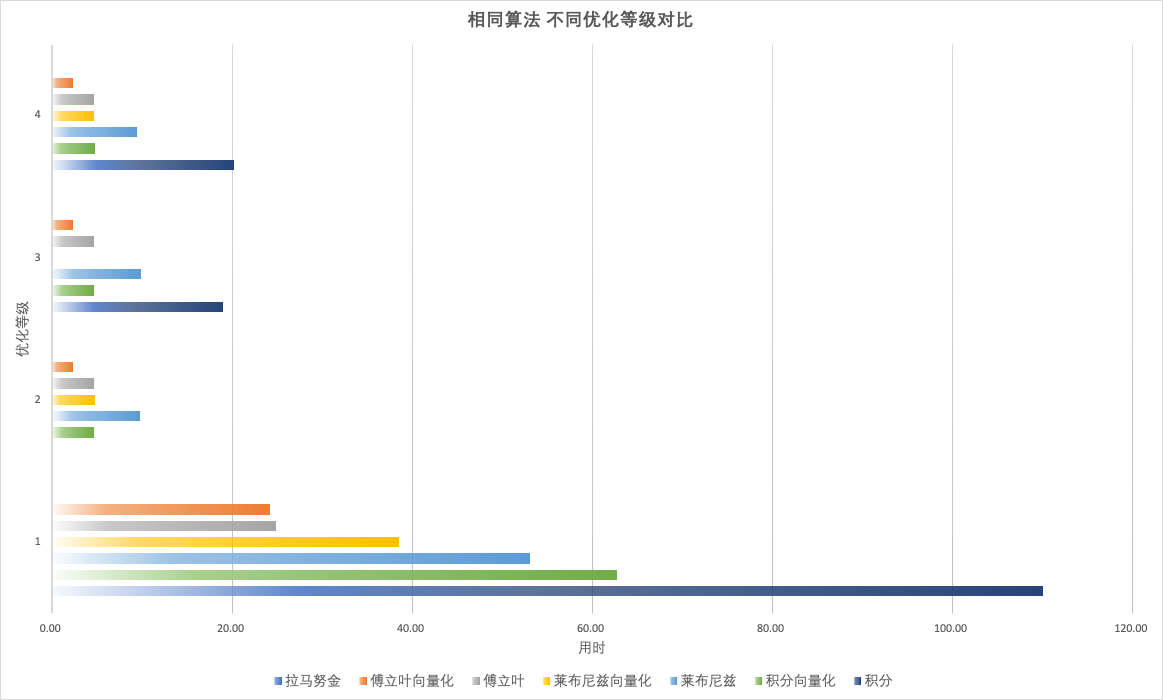 相同算法 不同优化等级对比
4
3
2
1
优化等级
0.00 20.00 40.00 60.00 80.00 100.00 120.00
用时
拉马努金 傅立叶向量化 傅立叶 莱布尼兹向量化 莱布尼兹 积分向量化 积分